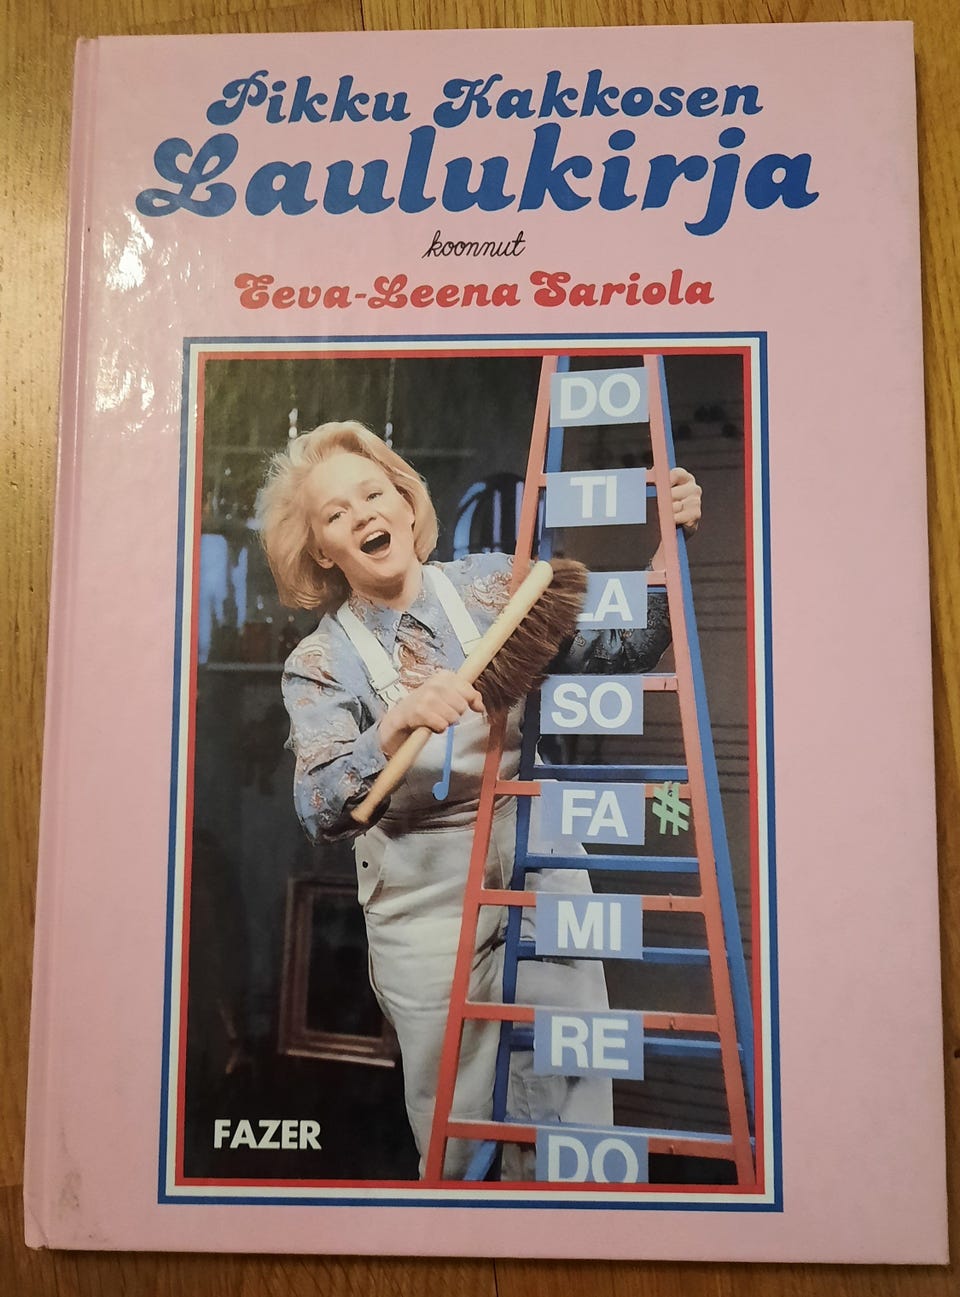 Pikku Kakkosen
Laulukirja
koonnut
Eeva-Leena Sariola
DO
TI
LA
SO
FA #
MI
RE
DO
FAZER